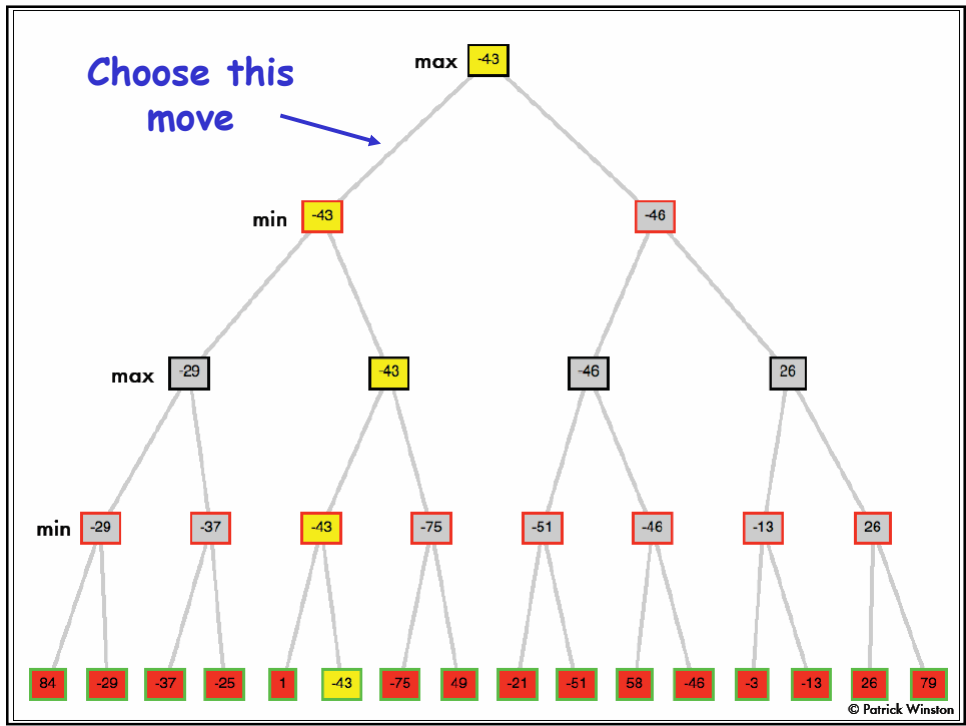 max -43
Choose this
move
min -43 -46
max -29 -43 -46 26
min -29 -37 -43 -75 -51 -46 -13 26
84 -29 -37 -25 1 -43 -75 49 -21 -51 58 -46 -3 -13 26 79
© Patrick Winston